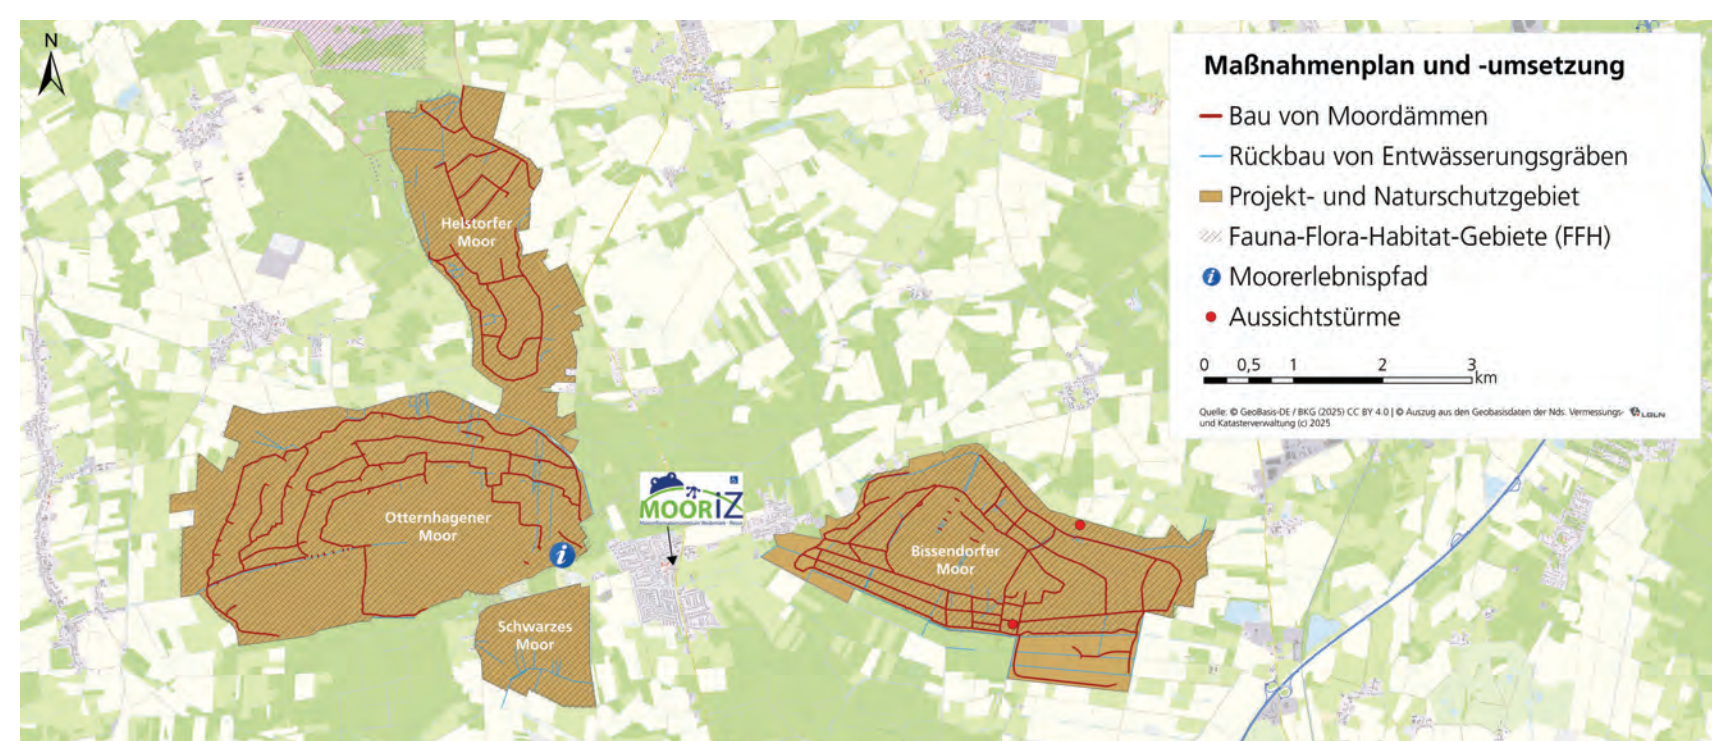 N
Maßnahmenplan und -umsetzung
Bau von Moordämmen
Rückbau von Entwässerungsgräben
Projekt- und Naturschutzgebiet
Fauna-Flora-Habitat-Gebiete (FFH)
i Moorerlebnispfad
Aussichtstürme
0 0,5 1 2 3
km
Quelle: © GeoBasis-DE / BKG (2025) CC BY 4.0 | © Auszug aus den Geobasisdaten der Nds. Vermessungs-
und Katasterverwaltung (c) 2025
LGLN
Helstorfer
Moor
Otternhagener
Moor
i
MOORIZ
Schwarzes
Moor
Bissendorfer
Moor